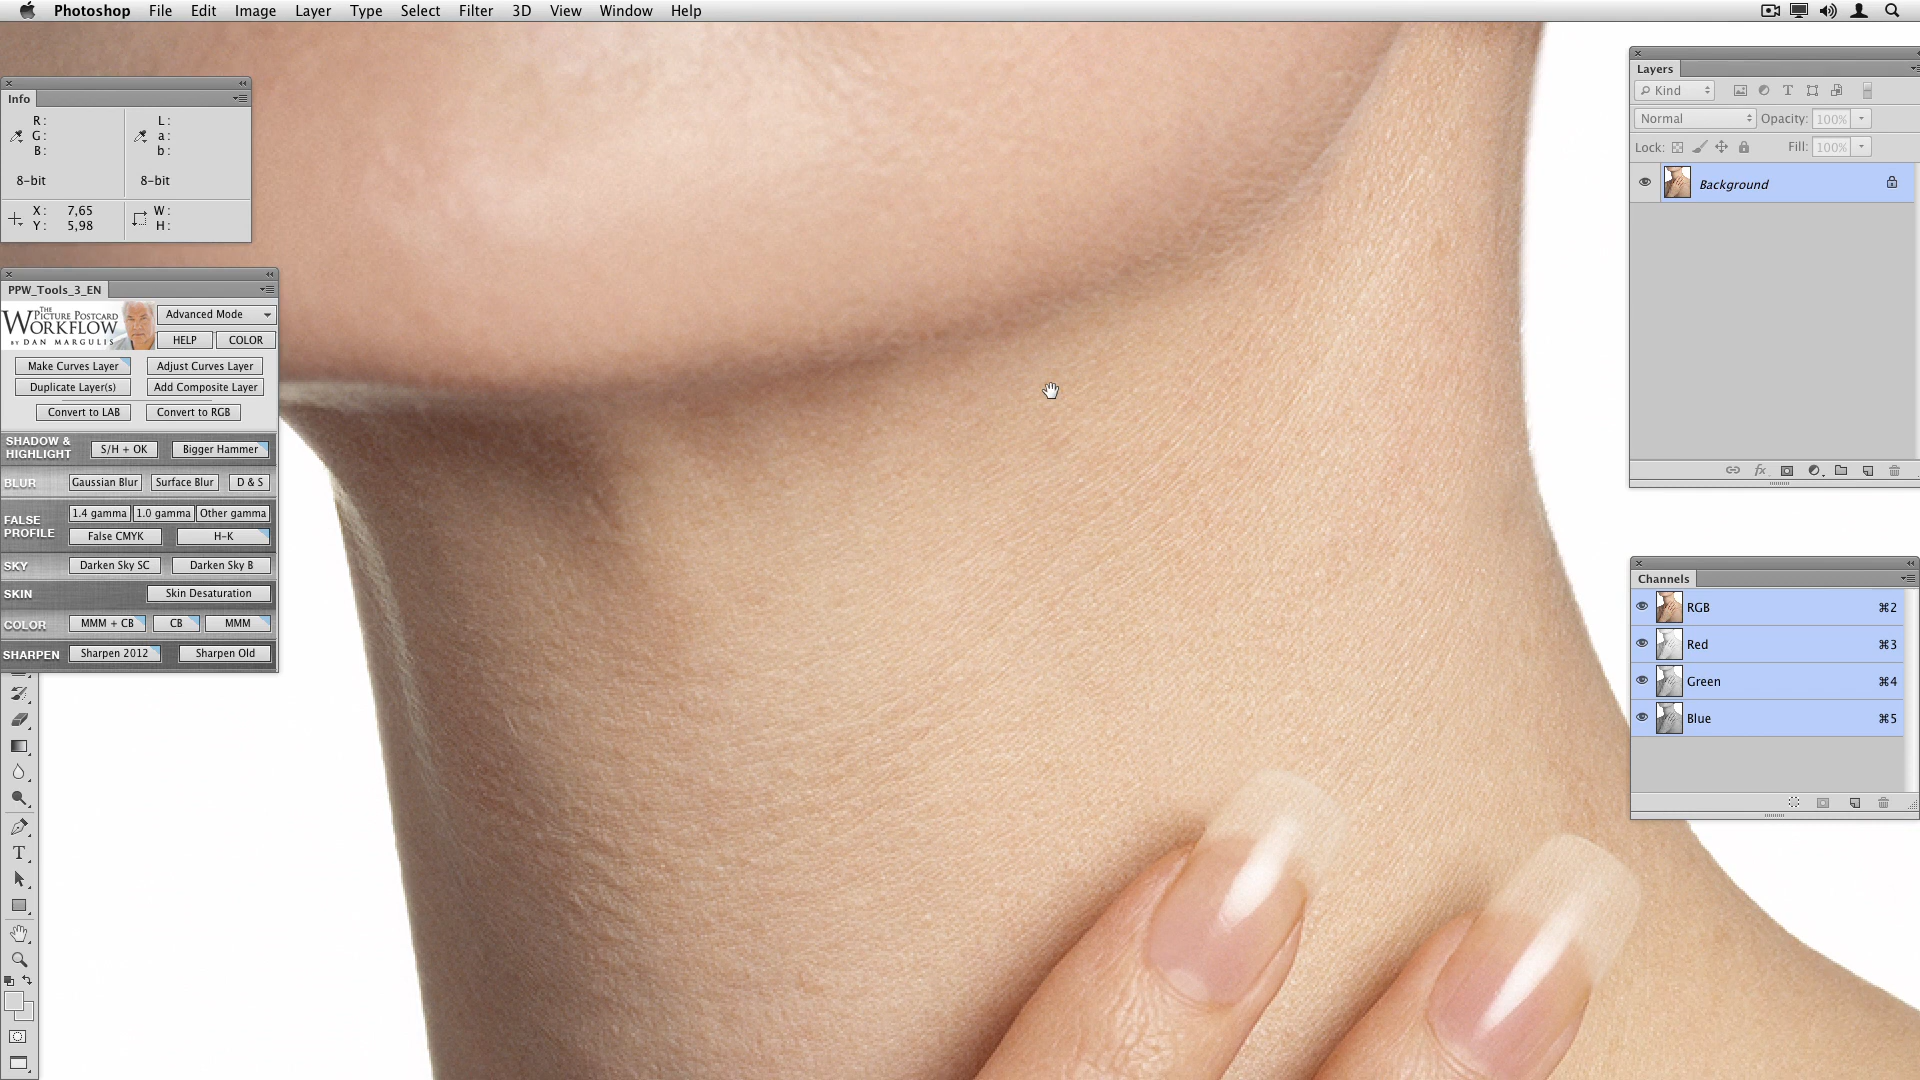 Photoshop File Edit Image Layer Type Select Filter 3D View Window Help
Info
R: L:
G: a:
B: b:
8-bit 8-bit
X: 7,65 W:
Y: 5,98 H:
PPW_Tools_3_EN
THE
PICTURE POSTCARD
WORKFLOW
BY DAN MARGULIS
Advanced Mode
HELP COLOR
Make Curves Layer Adjust Curves Layer
Duplicate Layer(s) Add Composite Layer
Convert to LAB Convert to RGB
SHADOW &
HIGHLIGHT
S/H + OK Bigger Hammer
BLUR Gaussian Blur Surface Blur D & S
FALSE
PROFILE
1.4 gamma 1.0 gamma Other gamma
False CMYK H-K
SKY Darken Sky SC Darken Sky B
SKIN Skin Desaturation
COLOR MMM + CB CB MMM
SHARPEN Sharpen 2012 Sharpen Old
Layers
Kind
Normal Opacity: 100%
Lock: Fill: 100%
Background
Channels
RGB ⌘2
Red ⌘3
Green ⌘4
Blue ⌘5